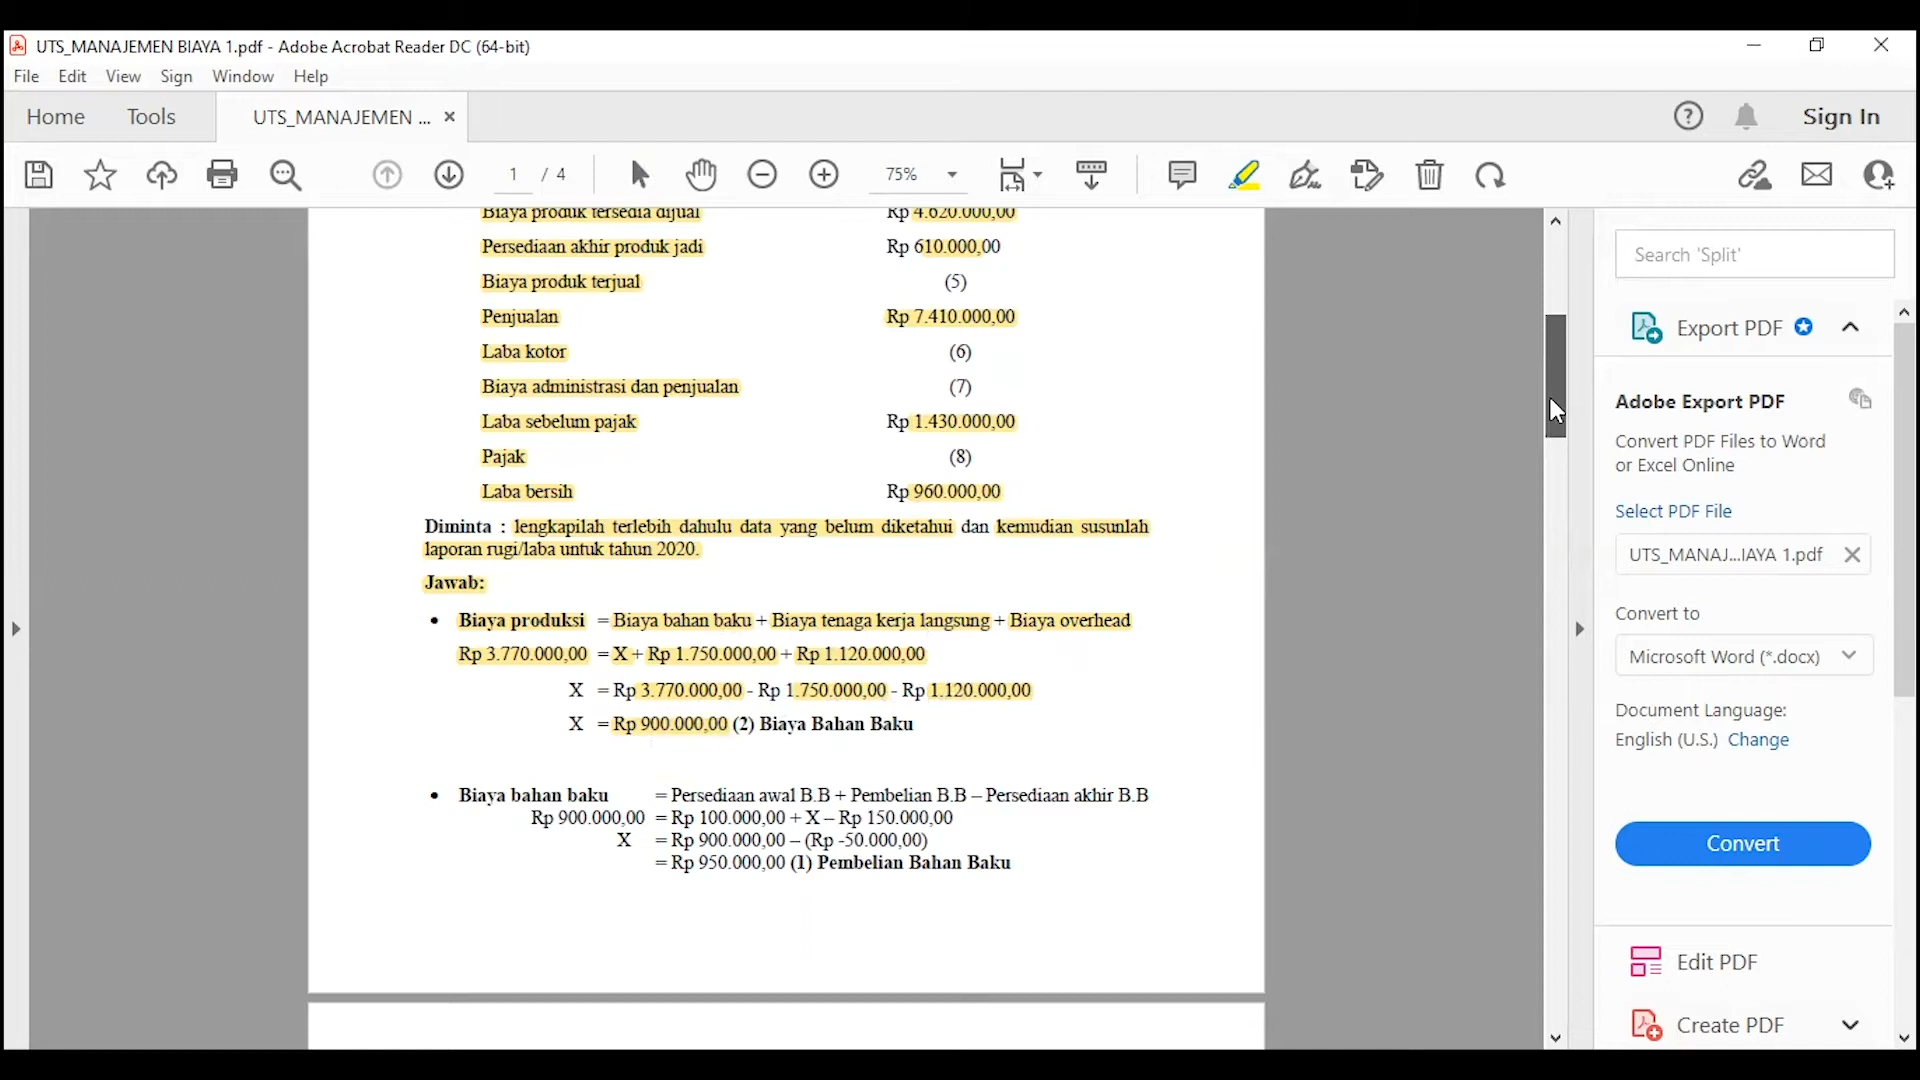 UTS_MANAJEMEN BIAYA 1.pdf - Adobe Acrobat Reader DC (64-bit)
File Edit View Sign Window Help
Home Tools UTS_MANAJEMEN ... ×
? Sign In
1 / 4 75%
Biaya produk tersedia dijual Rp 4.620.000,00
Persediaan akhir produk jadi Rp 610.000,00
Biaya produk terjual (5)
Penjualan Rp 7.410.000,00
Laba kotor (6)
Biaya administrasi dan penjualan (7)
Laba sebelum pajak Rp 1.430.000,00
Pajak (8)
Laba bersih Rp 960.000,00
Diminta : lengkapilah terlebih dahulu data yang belum diketahui dan kemudian susunlah
laporan rugi/laba untuk tahun 2020.
Jawab:
• Biaya produksi = Biaya bahan baku + Biaya tenaga kerja langsung + Biaya overhead
Rp 3.770.000,00 = X + Rp 1.750.000,00 + Rp 1.120.000,00
X = Rp 3.770.000,00 - Rp 1.750.000,00 - Rp 1.120.000,00
X = Rp 900.000,00 (2) Biaya Bahan Baku
• Biaya bahan baku = Persediaan awal B.B + Pembelian B.B – Persediaan akhir B.B
Rp 900.000,00 = Rp 100.000,00 + X – Rp 150.000,00
X = Rp 900.000,00 – (Rp -50.000,00)
= Rp 950.000,00 (1) Pembelian Bahan Baku
Search 'Split'
Export PDF
Adobe Export PDF
Convert PDF Files to Word
or Excel Online
Select PDF File
UTS_MANAJ...IAYA 1.pdf
Convert to
Microsoft Word (*.docx)
Document Language:
English (U.S.) Change
Convert
Edit PDF
Create PDF